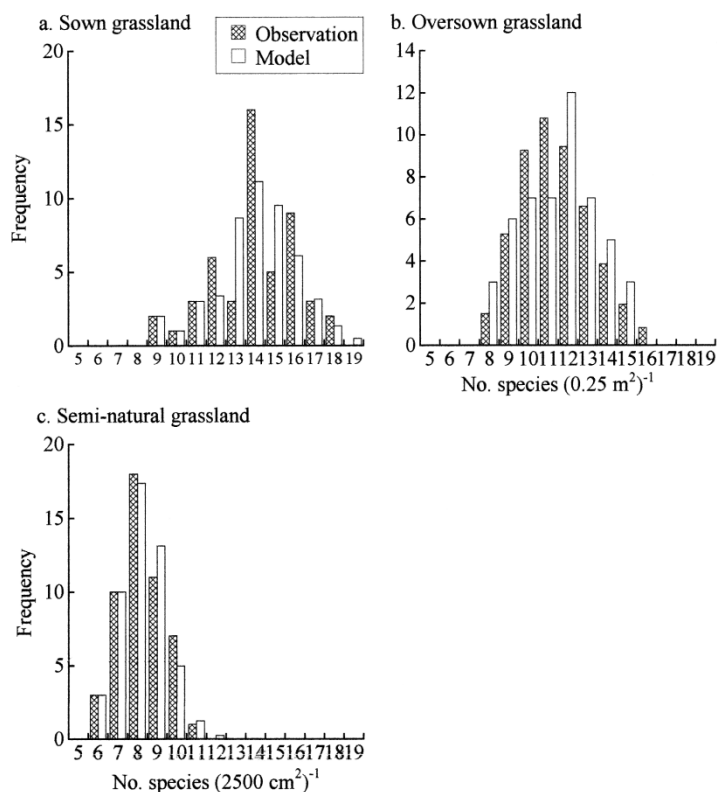 a. Sown grassland
Observation
Model
20
15
10
5
0
Frequency
5 6 7 8 9 10 11 12 13 14 15 16 17 18 19
b. Oversown grassland
14
12
10
8
6
4
2
0
5 6 7 8 9 10 11 12 13 14 15 16 17 18 19
No. species (0.25 m²)⁻¹
c. Semi-natural grassland
20
15
10
5
0
Frequency
5 6 7 8 9 10 11 12 13 14 15 16 17 18 19
No. species (2500 cm²)⁻¹